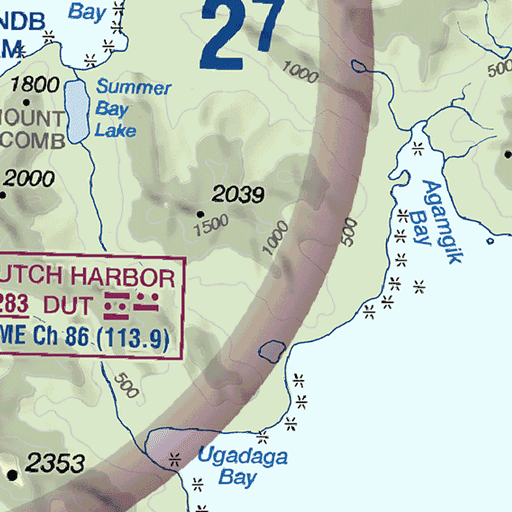 NDB
Bay
27
1000
500
1800
Summer
Bay
Lake
OUNT
COMB
2000
2039
1500
1000
500
Agamgik
Bay
UTCH HARBOR
283 DUT
ME Ch 86 (113.9)
500
2353
Ugadaga
Bay